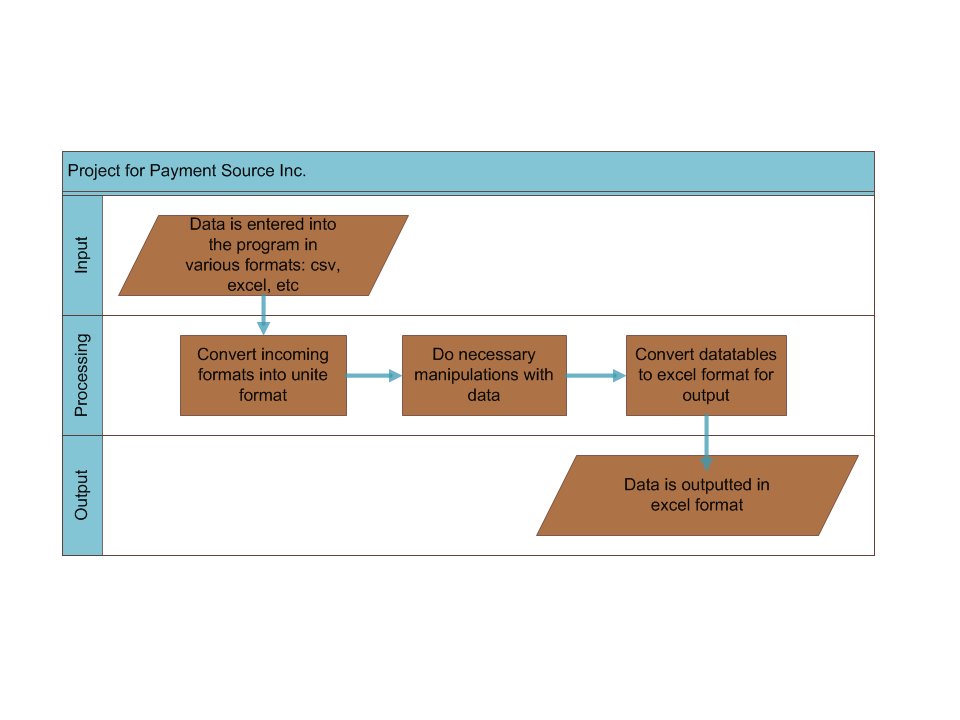 Project for Payment Source Inc.
Input
Data is entered into
the program in
various formats: csv,
excel, etc
Processing
Convert incoming
formats into unite
format
Do necessary
manipulations with
data
Convert datatables
to excel format for
output
Output
Data is outputted in
excel format